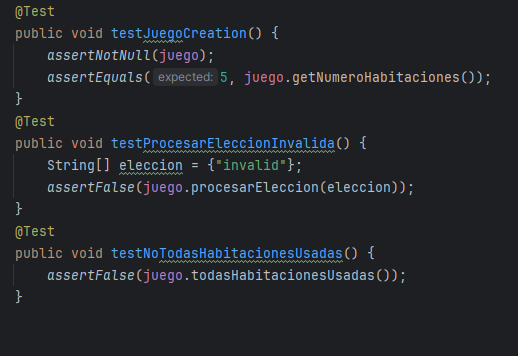 @Test
public void testJuegoCreation() {
    assertNotNull(juego);
    assertEquals( expected: 5, juego.getNumeroHabitaciones());
}
@Test
public void testProcesarEleccionInvalida() {
    String[] eleccion = {"invalid"};
    assertFalse(juego.procesarEleccion(eleccion));
}
@Test
public void testNoTodasHabitacionesUsadas() {
    assertFalse(juego.todasHabitacionesUsadas());
}